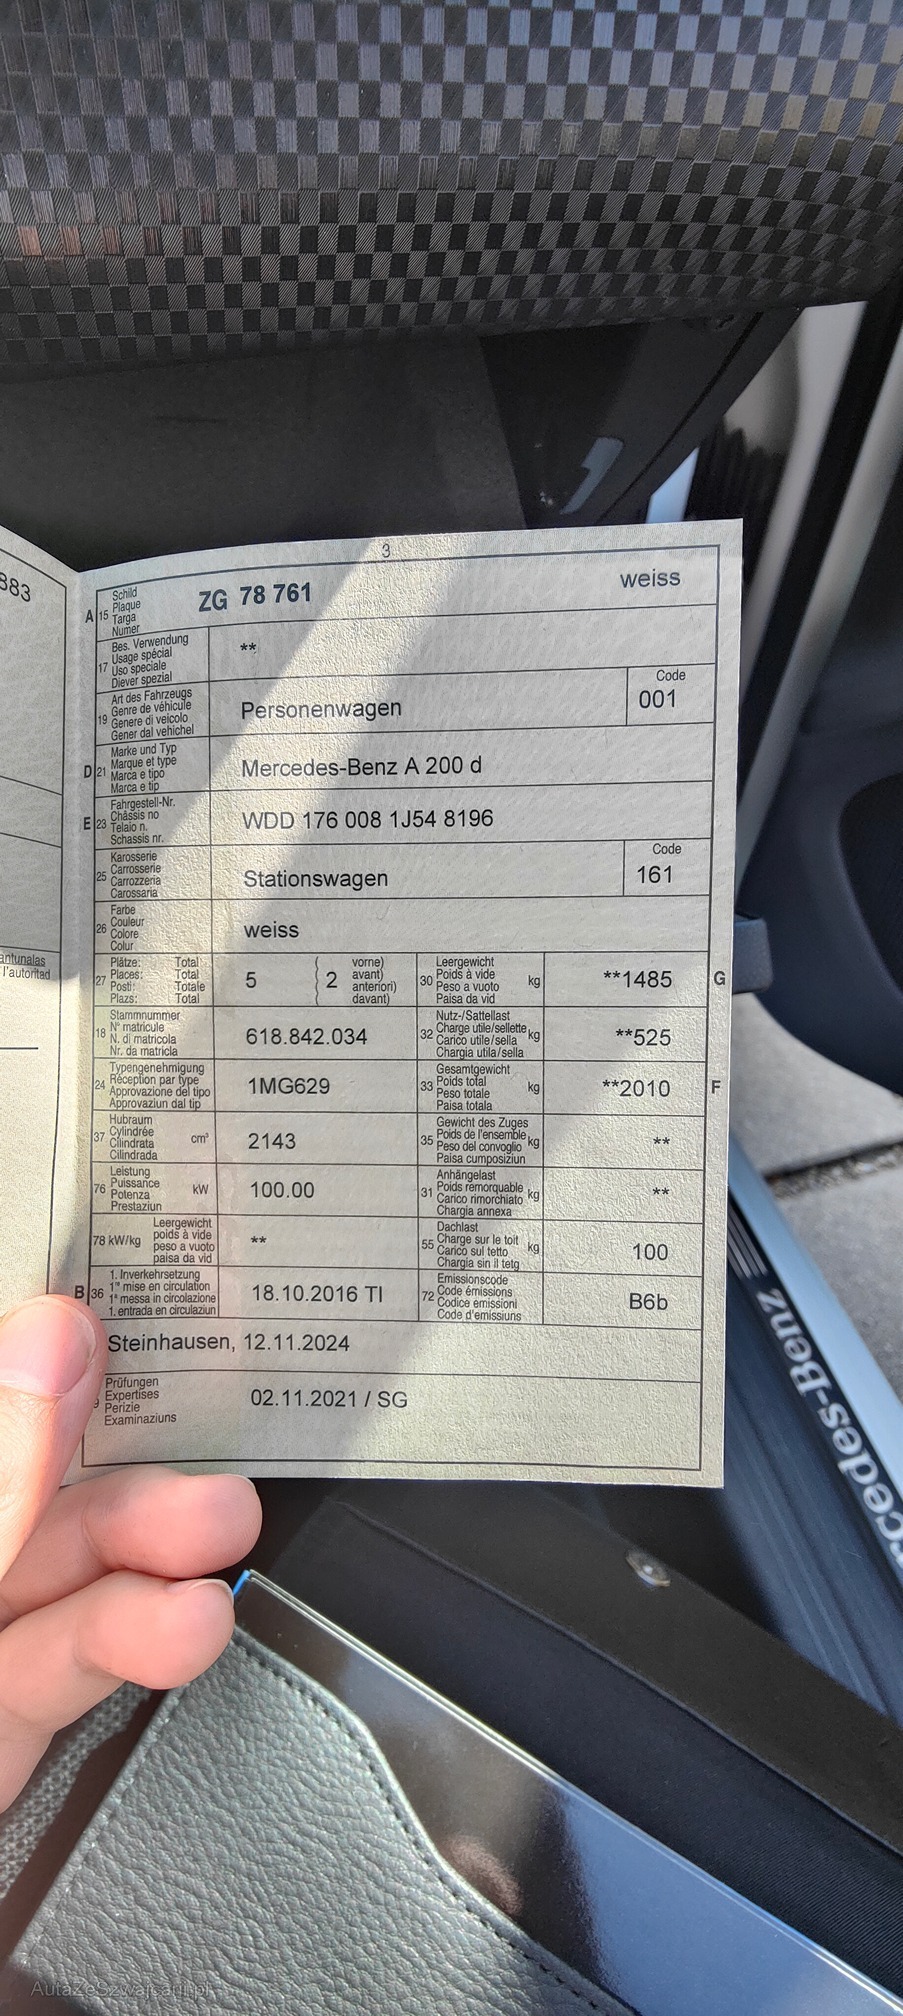 883
antunalas
l'autoritad
3
A 15 Schild Plaque Targa Numer ZG 78 761 weiss
17 Bes. Verwendung Usage spécial Uso speciale Diever spezial **
19 Art des Fahrzeugs Genre de véhicule Genere di veicolo Gener dal vehichel Personenwagen Code 001
D 21 Marke und Typ Marque et type Marca e tipo Marca e tip Mercedes-Benz A 200 d
E 23 Fahrgestell-Nr. Châssis no Telaio n. Schassis nr. WDD 176 008 1J54 8196
25 Karosserie Carrosserie Carrozzeria Carossaria Stationswagen Code 161
26 Farbe Couleur Colore Colur weiss
27 Plätze: Total Places: Total Posti: Totale Plazs: Total 5 ( 2 vorne) avant) anteriori) davant)
30 Leergewicht Poids à vide Peso a vuoto Paisa da vid kg **1485 G
18 Stammnummer N° matricule N. di matricola Nr. da matricla 618.842.034
32 Nutz-/Sattellast Charge utile/sellette Carico utile/sella Chargia utila/sella kg **525
24 Typengenehmigung Réception par type Approvazione del tipo Approvaziun dal tip 1MG629
33 Gesamtgewicht Poids total Peso totale Paisa totala kg **2010 F
37 Hubraum Cylindrée Cilindrata Cilindrada cm³ 2143
35 Gewicht des Zuges Poids de l'ensemble Peso del convoglio Paisa cumposiziun kg **
76 Leistung Puissance Potenza Prestaziun kW 100.00
31 Anhängelast Poids remorquable Carico rimorchiato Chargia annexa kg **
78 kW/kg Leergewicht poids à vide peso a vuoto paisa da vid **
55 Dachlast Charge sur le toit Carico sul tetto Chargia sin il tetg kg 100
B 36 1. Inverkehrsetzung 1re mise en circulation 1a messa in circolazione 1. entrada en circulaziun 18.10.2016 TI
72 Emissionscode Code émissions Codice emissioni Code d'emissiuns B6b
Steinhausen, 12.11.2024
9 Prüfungen Expertises Perizie Examinaziuns 02.11.2021 / SG
rcedes-Benz
AutaZeSzwajcarii.pl